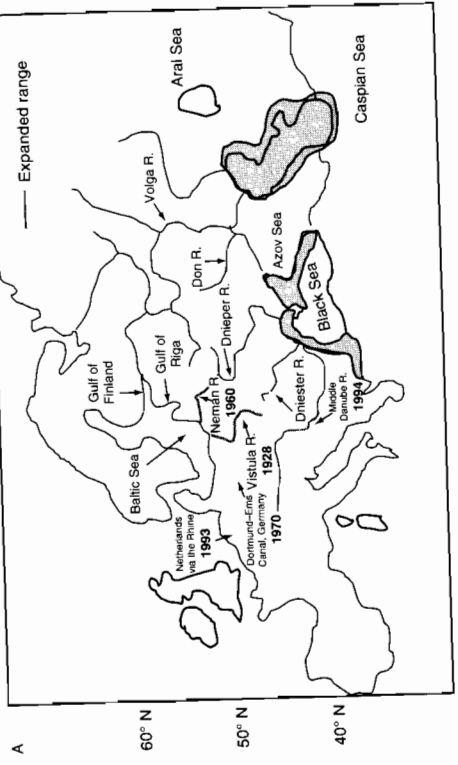 A
Expanded range
60° N
50° N
40° N
Aral Sea
Caspian Sea
Volga R.
Don R.
Azov Sea
Black Sea
Dnieper R.
Gulf of
Finland
Gulf of
Riga
Baltic Sea
Neman R.
1960
Vistula R.
1928
Dniester R.
Middle
Danube R.
1994
Netherlands
via the Rhine
1993
Dortmund–Ems
Canal, Germany
1970